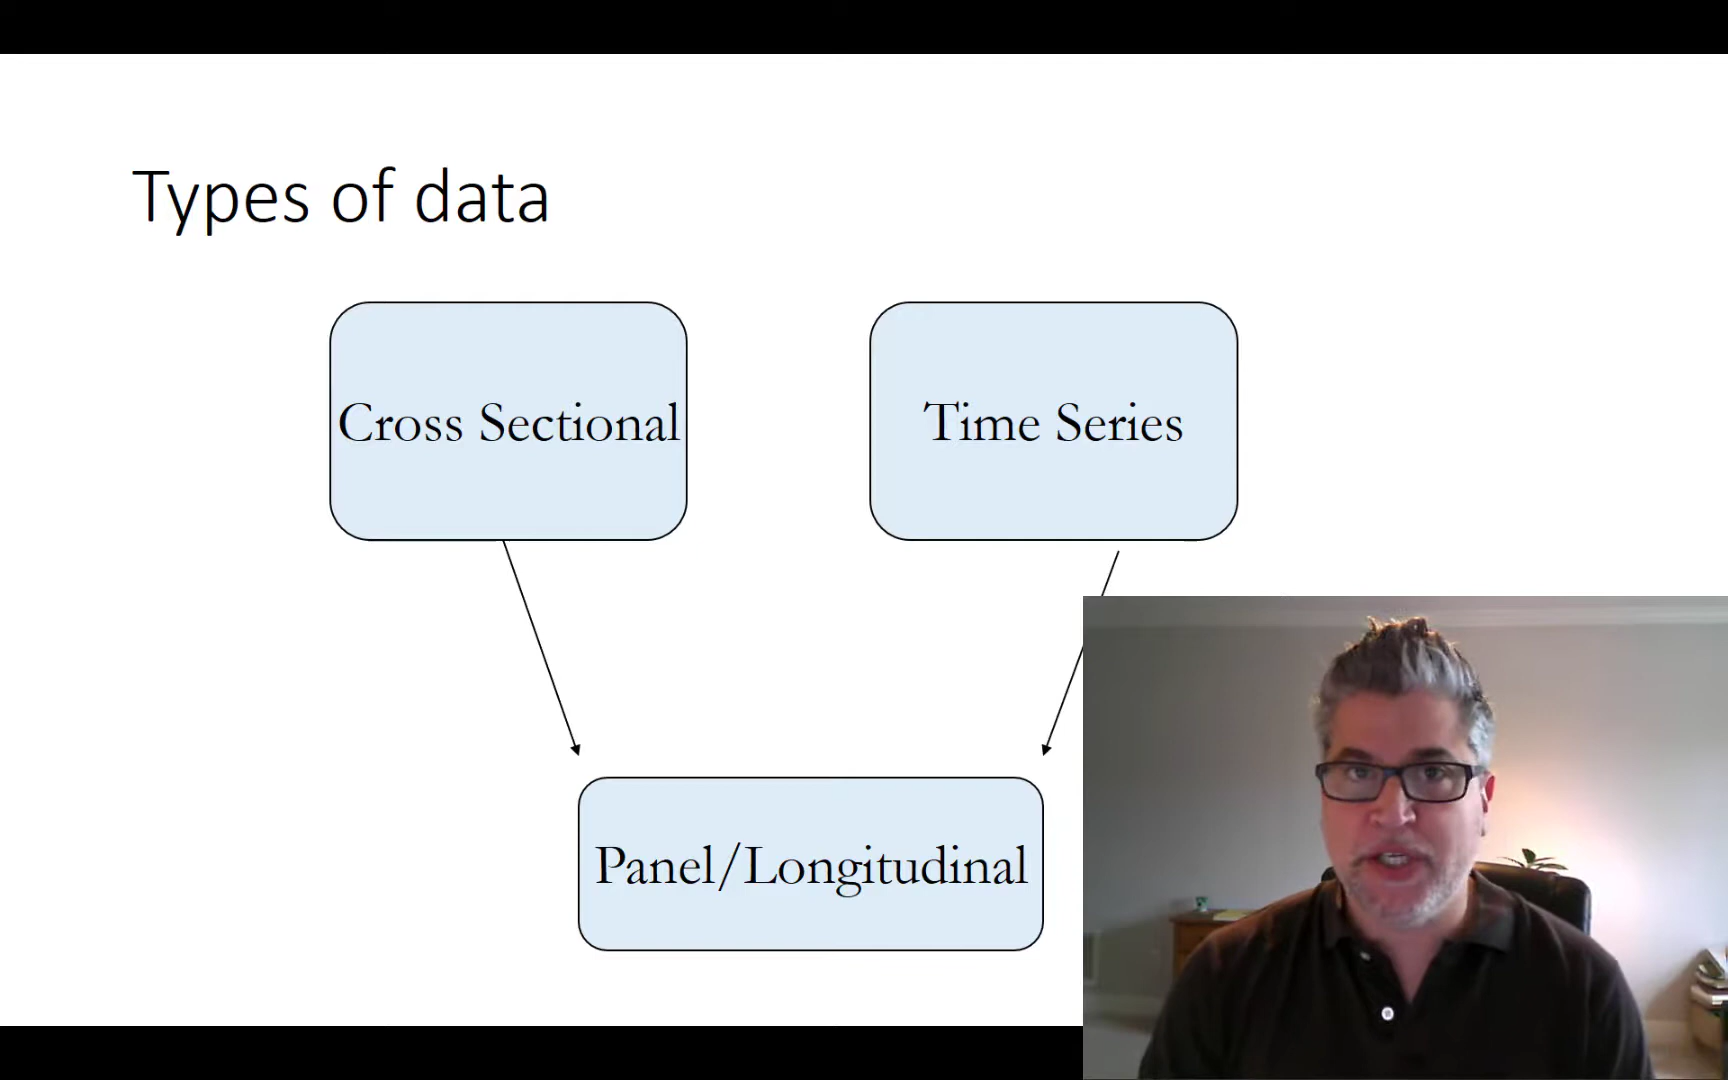 Types of data
Cross Sectional
Time Series
Panel/Longitudinal